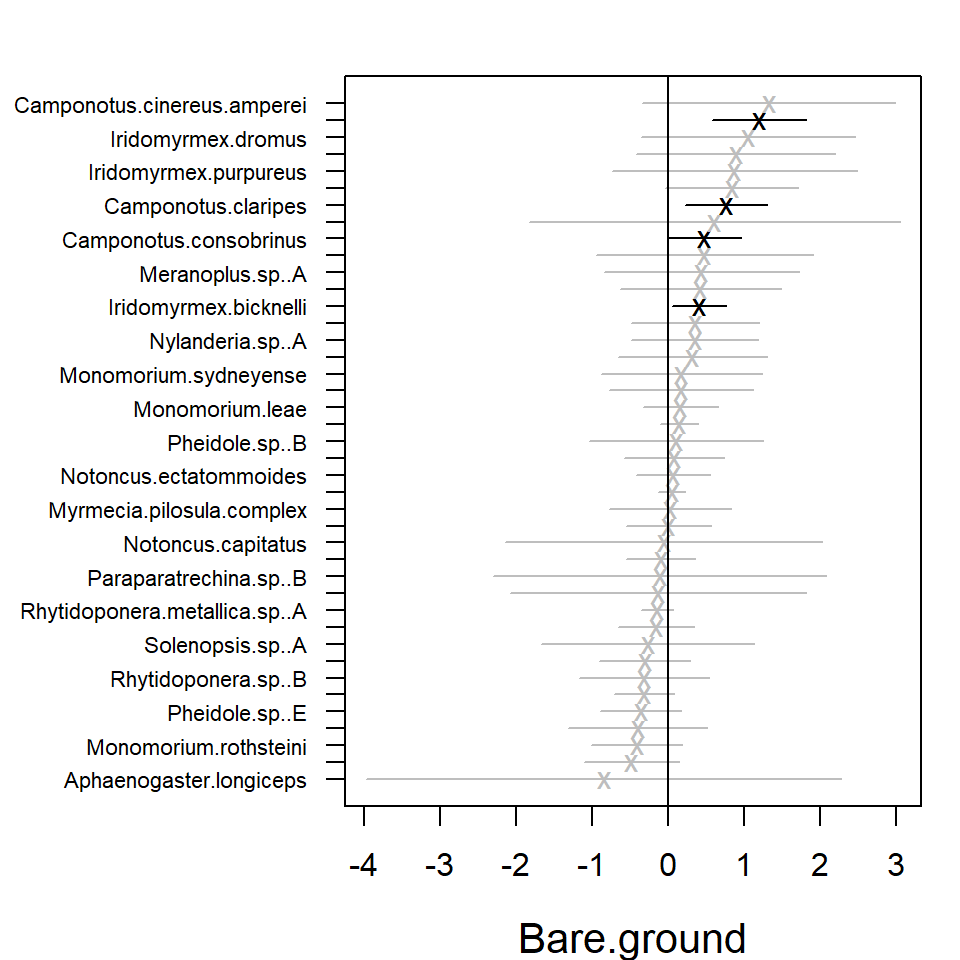 Camponotus.cinereus.amperei
Iridomyrmex.dromus
Iridomyrmex.purpureus
Camponotus.claripes
Camponotus.consobrinus
Meranoplus.sp..A
Iridomyrmex.bicknelli
Nylanderia.sp..A
Monomorium.sydneyense
Monomorium.leae
Pheidole.sp..B
Notoncus.ectatommoides
Myrmecia.pilosula.complex
Notoncus.capitatus
Paraparatrechina.sp..B
Rhytidoponera.metallica.sp..A
Solenopsis.sp..A
Rhytidoponera.sp..B
Pheidole.sp..E
Monomorium.rothsteini
Aphaenogaster.longiceps
-4 -3 -2 -1 0 1 2 3
Bare.ground